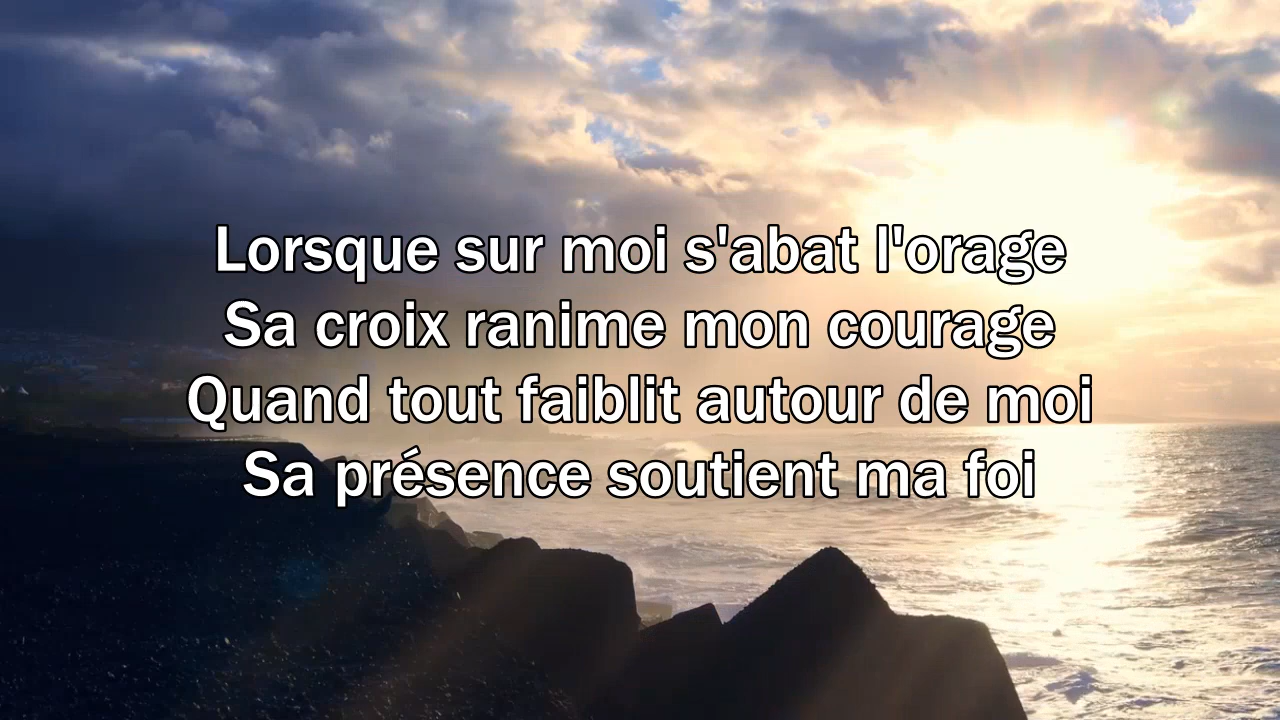 Lorsque sur moi s'abat l'orage
Sa croix ranime mon courage
Quand tout faiblit autour de moi
Sa présence soutient ma foi